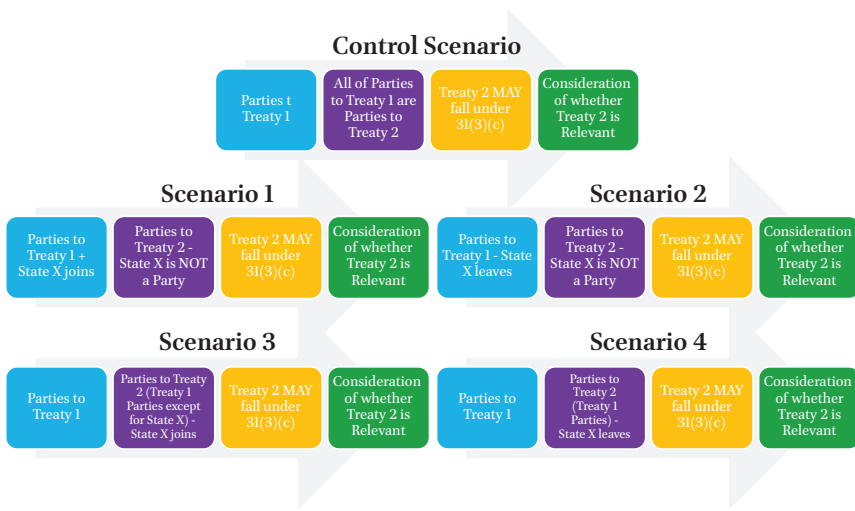 Control Scenario
Parties t
Treaty 1
All of Parties
to Treaty 1 are
Parties to
Treaty 2
Treaty 2 MAY
fall under
31(3)(c)
Consideration
of whether
Treaty 2 is
Relevant
Scenario 1
Parties to
Treaty 1 +
State X joins
Parties to
Treaty 2 -
State X is NOT
a Party
Treaty 2 MAY
fall under
31(3)(c)
Consideration
of whether
Treaty 2 is
Relevant
Scenario 2
Parties to
Treaty 1 - State
X leaves
Parties to
Treaty 2 -
State X is NOT
a Party
Treaty 2 MAY
fall under
31(3)(c)
Consideration
of whether
Treaty 2 is
Relevant
Scenario 3
Parties to
Treaty 1
Parties to Treaty
2 (Treaty 1
Parties except
for State X) -
State X joins
Treaty 2 MAY
fall under
31(3)(c)
Consideration
of whether
Treaty 2 is
Relevant
Scenario 4
Parties to
Treaty 1
Parties to
Treaty 2
(Treaty 1
Parties) -
State X leaves
Treaty 2 MAY
fall under
31(3)(c)
Consideration
of whether
Treaty 2 is
Relevant